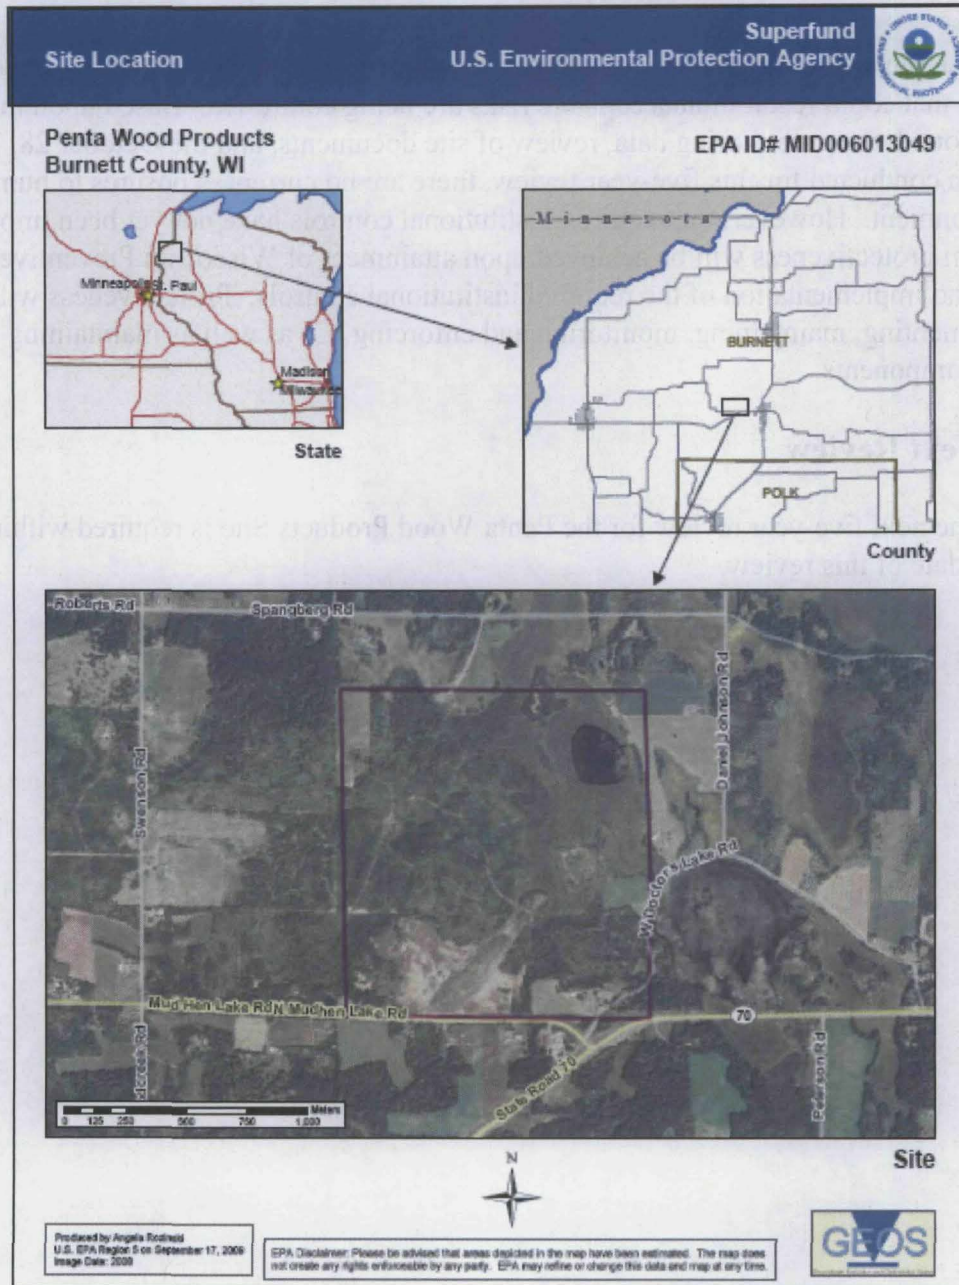 Superfund
Site Location
U.S. Environmental Protection Agency
Penta Wood Products
Burnett County, WI
EPA ID# MID006013049
Minneapolis St. Paul
Madison
Milwaukee
State
Minnesota
BURNETT
POLK
County
Roberts Rd
Spangberg Rd
Swenson Rd
Daniel Johnson Rd
W Doctors Lake Rd
Mud Hen Lake Rd N Mudhen Lake Rd
70
State Road 70
Peterson Rd
Meters
0 125 250 500 750 1,000
Site
N
Produced by Angela
U.S. EPA Region 5 on September 17, 2009
Image Date: 2008
EPA Disclaimer: Please be advised that areas depicted in the map have been estimated. The map does
not create any rights enforceable by any party. EPA may refine or change this data and map at any time.
GEOS